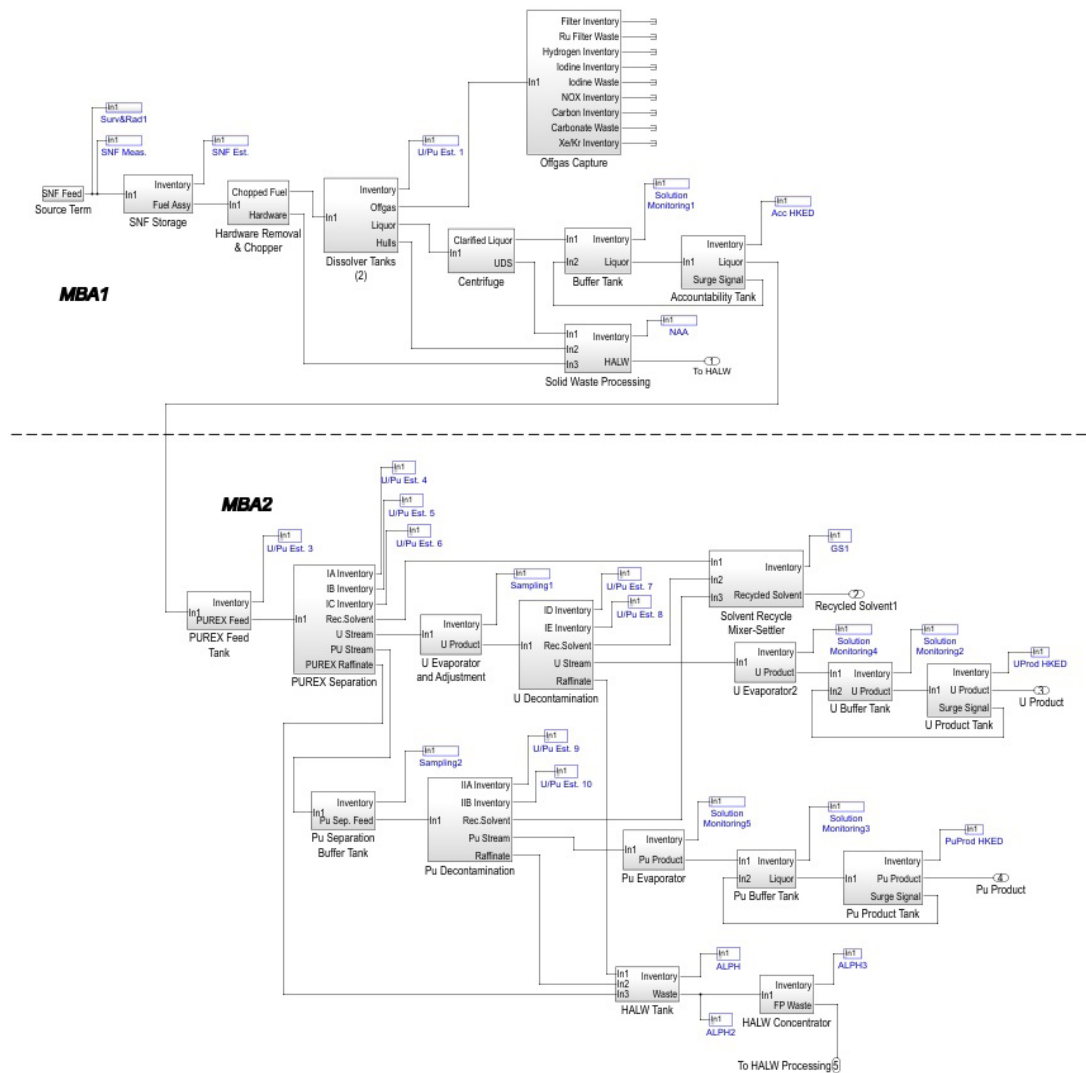 Filter Inventory
Ru Filter Waste
Hydrogen Inventory
Iodine Inventory
In1
Iodine Waste
NOX Inventory
Carbon Inventory
Carbonate Waste
Xe/Kr Inventory
Offgas Capture
In1
Surv&Rad1
In1
SNF Meas.
In1
SNF Est.
In1
U/Pu Est. 1
SNF Feed
Source Term
In1
Inventory
Fuel Assy
SNF Storage
Chopped Fuel
In1
Hardware
Hardware Removal
& Chopper
In1
Inventory
Offgas
Liquor
Hulls
Dissolver Tanks
(2)
Clarified Liquor
In1
UDS
Centrifuge
In1
Solution
Monitoring1
In1
In2
Inventory
Liquor
Buffer Tank
In1
Acc HKED
In1
Inventory
Liquor
Surge Signal
Accountability Tank
MBA1
In1
NAA
In1
In2
In3
Inventory
HALW
Solid Waste Processing
1
To HALW
MBA2
In1
U/Pu Est. 4
In1
U/Pu Est. 5
In1
U/Pu Est. 6
In1
U/Pu Est. 3
In1
Inventory
PUREX Feed
PUREX Feed
Tank
In1
IA Inventory
IB Inventory
IC Inventory
Rec.Solvent
U Stream
PU Stream
PUREX Raffinate
PUREX Separation
In1
Sampling1
In1
Inventory
U Product
U Evaporator
and Adjustment
In1
U/Pu Est. 7
In1
U/Pu Est. 8
In1
ID Inventory
IE Inventory
Rec.Solvent
U Stream
Raffinate
U Decontamination
In1
GS1
In1
In2
In3
Inventory
Recycled Solvent
Solvent Recycle
Mixer-Settler
2
Recycled Solvent1
In1
Solution
Monitoring4
In1
Inventory
U Product
U Evaporator2
In1
Solution
Monitoring2
In1
In2
Inventory
U Product
U Buffer Tank
In1
UProd HKED
In1
Inventory
U Product
Surge Signal
U Product Tank
3
U Product
In1
Sampling2
In1
Inventory
Pu Sep. Feed
Pu Separation
Buffer Tank
In1
U/Pu Est. 9
In1
U/Pu Est. 10
In1
IIA Inventory
IIB Inventory
Rec.Solvent
Pu Stream
Raffinate
Pu Decontamination
In1
Solution
Monitoring5
In1
Inventory
Pu Product
Pu Evaporator
In1
Solution
Monitoring3
In1
In2
Inventory
Liquor
Pu Buffer Tank
In1
PuProd HKED
In1
Inventory
Pu Product
Surge Signal
Pu Product Tank
4
Pu Product
In1
ALPH
In1
In2
In3
Inventory
Waste
HALW Tank
In1
ALPH2
In1
ALPH3
In1
Inventory
FP Waste
HALW Concentrator
To HALW Processing
5